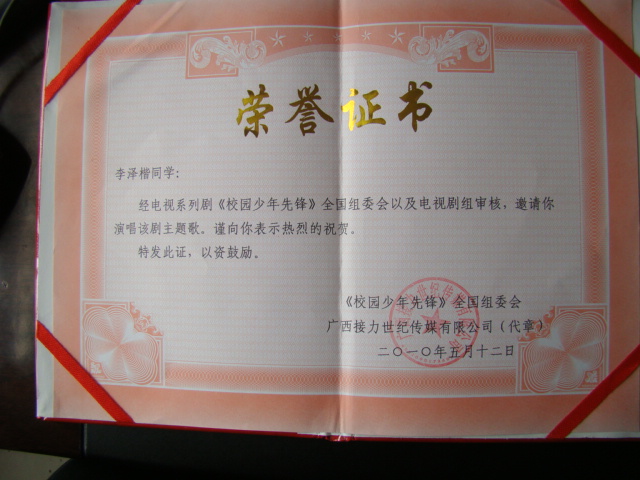 荣誉证书
李泽楷同学：
经电视系列剧《校园少年先锋》全国组委会以及电视剧组审核，邀请你
演唱该剧主题歌。谨向你表示热烈的祝贺。
特发此证，以资鼓励。
《校园少年先锋》全国组委会
广西接力世纪传媒有限公司（代章）
二〇一〇年五月十二日